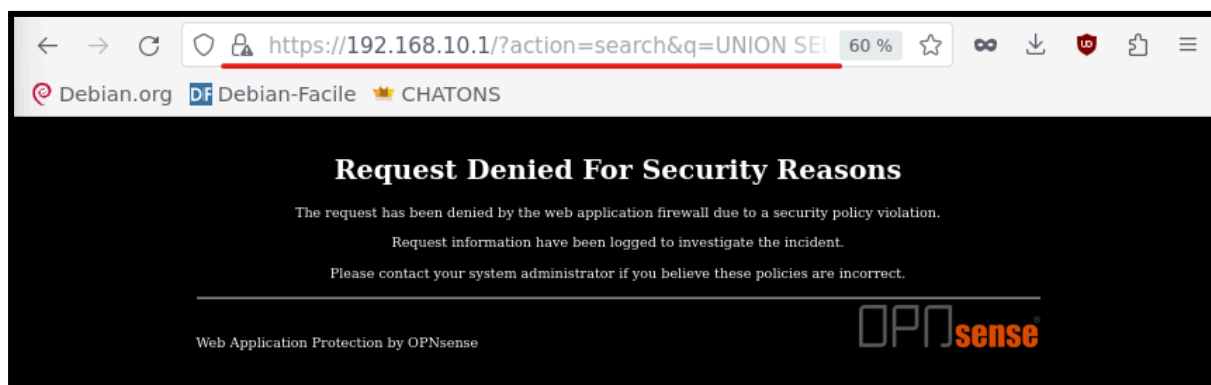 https://192.168.10.1/?action=search&q=UNION SEL 60 %
Debian.org DF Debian-Facile CHATONS
Request Denied For Security Reasons
The request has been denied by the web application firewall due to a security policy violation.
Request information have been logged to investigate the incident.
Please contact your system administrator if you believe these policies are incorrect.
OPNsense
Web Application Protection by OPNsense